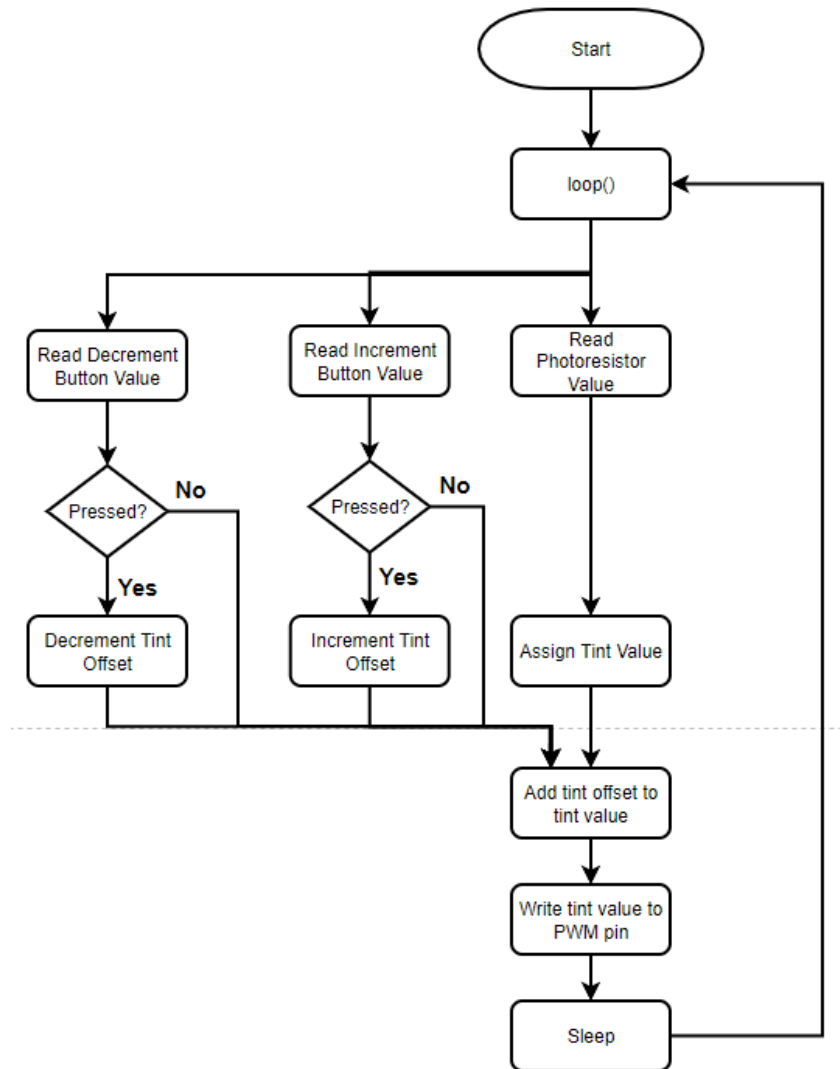 Start
loop()
Read Decrement
Button Value
Read Increment
Button Value
Read
Photoresistor
Value
Pressed?
No
Yes
Pressed?
No
Yes
Decrement Tint
Offset
Increment Tint
Offset
Assign Tint Value
Add tint offset to
tint value
Write tint value to
PWM pin
Sleep